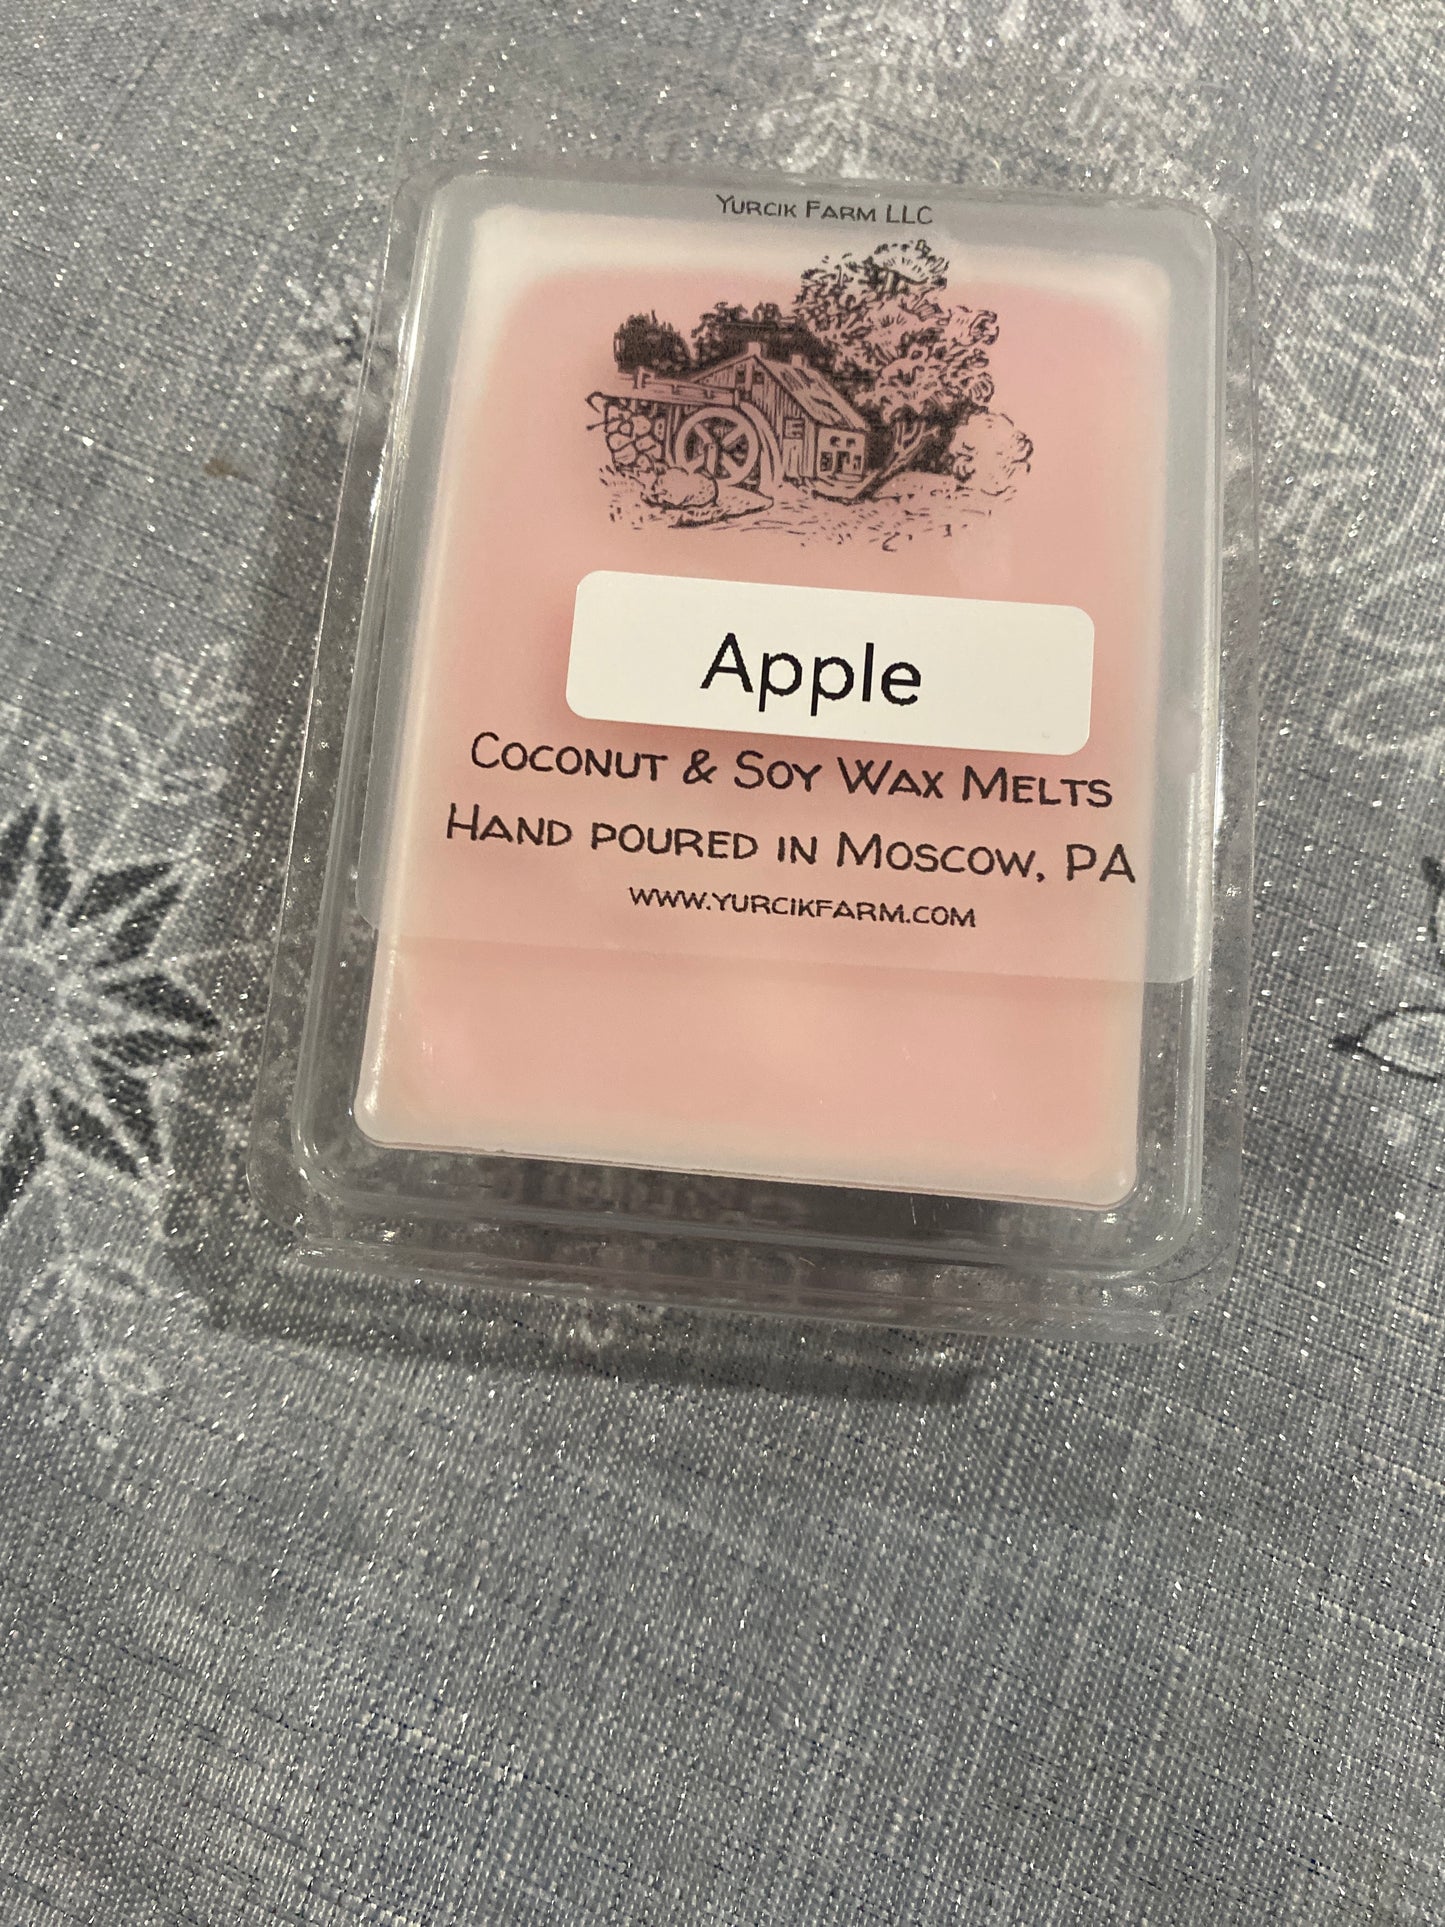 Yurcik Farm LLC
Apple
Coconut & Soy Wax Melts
Hand poured in Moscow, PA
www.yurcikfarm.com